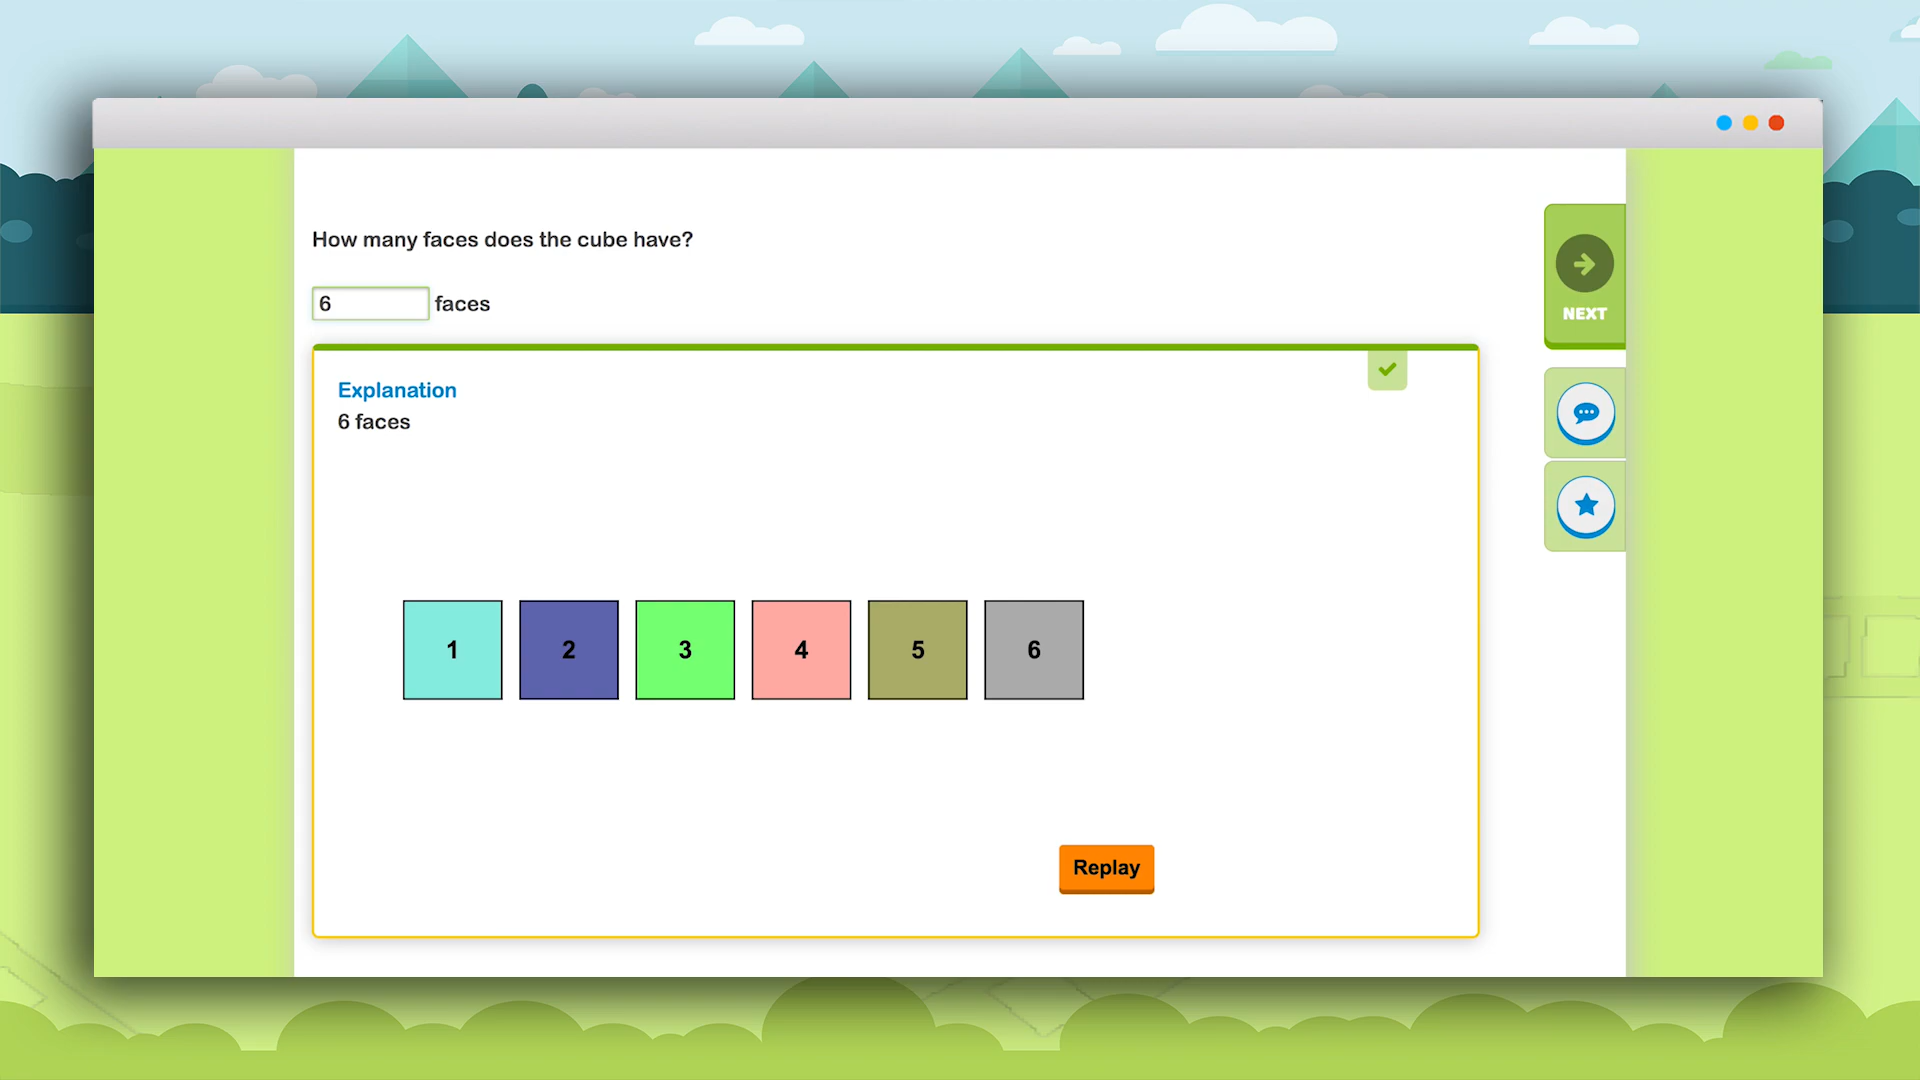 How many faces does the cube have?
6 faces
NEXT
Explanation
6 faces
1 2 3 4 5 6
Replay